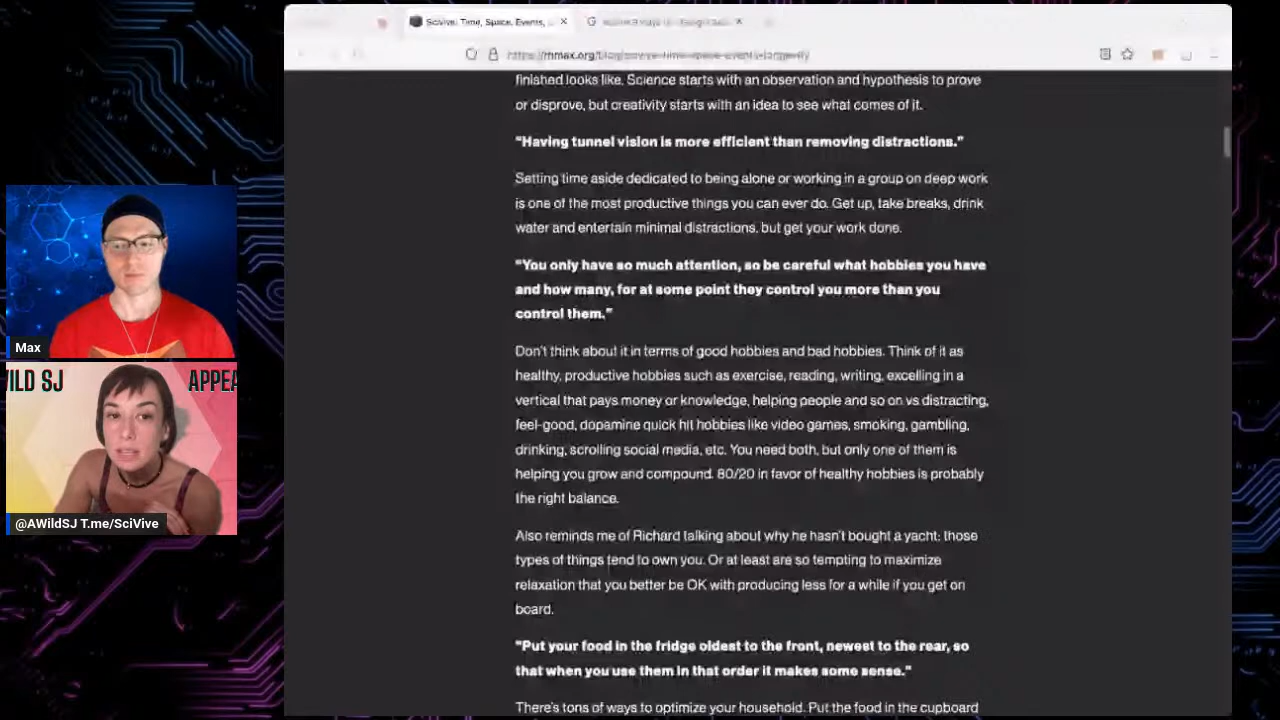 SciVive: Time, Space, Events,
finished looks like. Science starts with an observation and hypothesis to prove
or disprove, but creativity starts with an idea to see what comes of it.
"Having tunnel vision is more efficient than removing distractions."
Setting time aside dedicated to being alone or working in a group on deep work
is one of the most productive things you can ever do. Get up, take breaks, drink
water and entertain minimal distractions, but get your work done.
"You only have so much attention, so be careful what hobbies you have
and how many, for at some point they control you more than you
control them."
Don't think about it in terms of good hobbies and bad hobbies. Think of it as
healthy, productive hobbies such as exercise, reading, writing, excelling in a
vertical that pays money or knowledge, helping people and so on vs distracting,
feel-good, dopamine quick hit hobbies like video games, smoking, gambling,
drinking, scrolling social media, etc. You need both, but only one of them is
helping you grow and compound. 80/20 in favor of healthy hobbies is probably
the right balance.
Also reminds me of Richard talking about why he hasn't bought a yacht: those
types of things tend to own you. Or at least are so tempting to maximize
relaxation that you better be OK with producing less for a while if you get on
board.
"Put your food in the fridge oldest to the front, newest to the rear, so
that when you use them in that order it makes some sense."
There's tons of ways to optimize your household. Put the food in the cupboard
Max
WILD SJ
APPEA
@AWildSJ T.me/SciVive